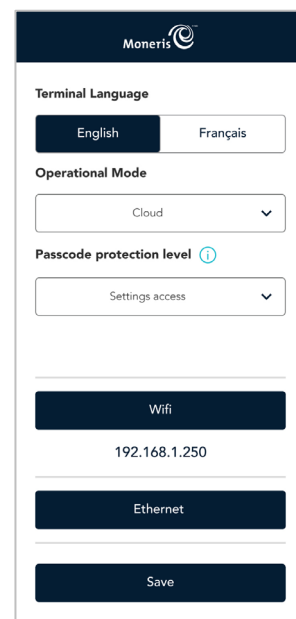 Moneris
Terminal Language
English Français
Operational Mode
Cloud
Passcode protection level i
Settings access
Wifi
192.168.1.250
Ethernet
Save